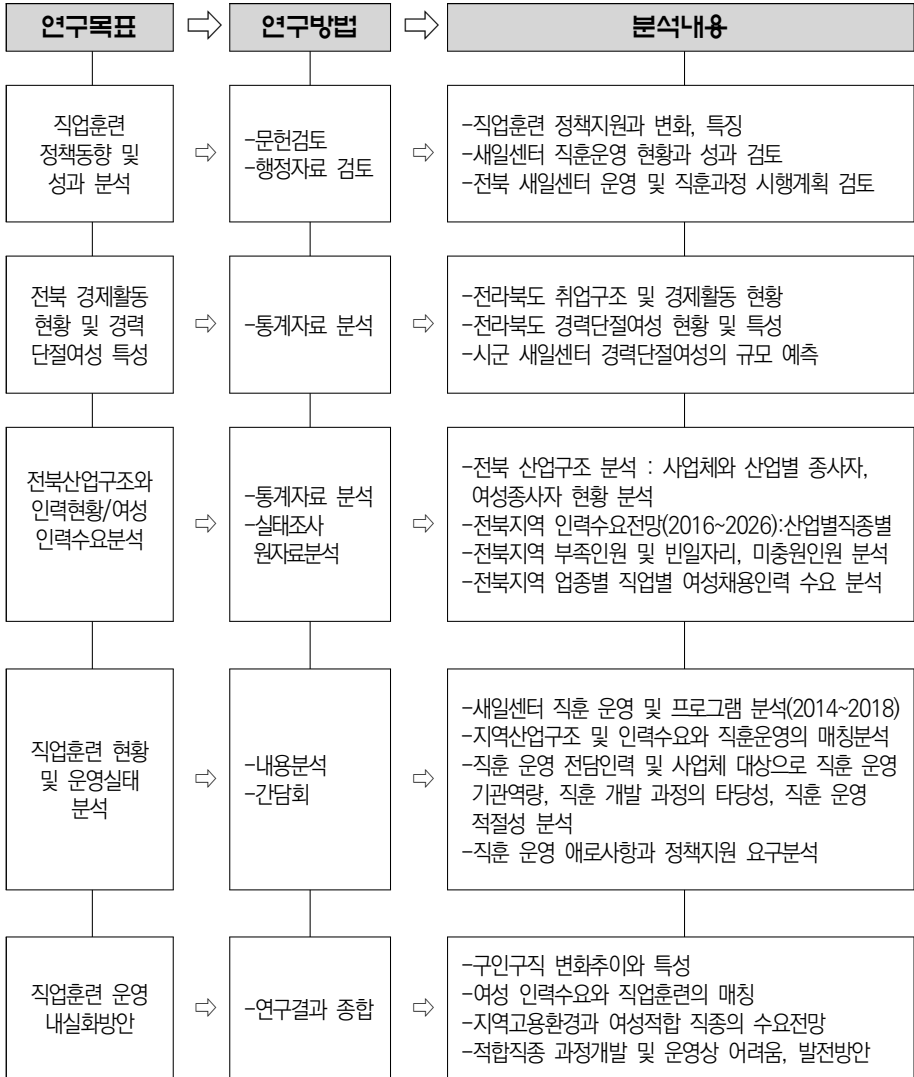 연구목표
연구방법
분석내용
직업훈련
정책동향 및
성과 분석
-문헌검토
-행정자료 검토
-직업훈련 정책지원과 변화, 특징
-새일센터 직훈운영 현황과 성과 검토
-전북 새일센터 운영 및 직훈과정 시행계획 검토
전북 경제활동
현황 및 경력
단절여성 특성
-통계자료 분석
-전라북도 취업구조 및 경제활동 현황
-전라북도 경력단절여성 현황 및 특성
-시군 새일센터 경력단절여성의 규모 예측
전북산업구조와
인력현황/여성
인력수요분석
-통계자료 분석
-실태조사
원자료분석
-전북 산업구조 분석 : 사업체와 산업별 종사자,
여성종사자 현황 분석
-전북지역 인력수요전망(2016~2026):산업별직종별
-전북지역 부족인원 및 빈일자리, 미충원인원 분석
-전북지역 업종별 직업별 여성채용인력 수요 분석
직업훈련 현황
및 운영실태
분석
-내용분석
-간담회
-새일센터 직훈 운영 및 프로그램 분석(2014~2018)
-지역산업구조 및 인력수요와 직훈운영의 매칭분석
-직훈 운영 전담인력 및 사업체 대상으로 직훈 운영
기관역량, 직훈 개발 과정의 타당성, 직훈 운영
적절성 분석
-직훈 운영 애로사항과 정책지원 요구분석
직업훈련 운영
내실화방안
-연구결과 종합
-구인구직 변화추이와 특성
-여성 인력수요와 직업훈련의 매칭
-지역고용환경과 여성적합 직종의 수요전망
-적합직종 과정개발 및 운영상 어려움, 발전방안